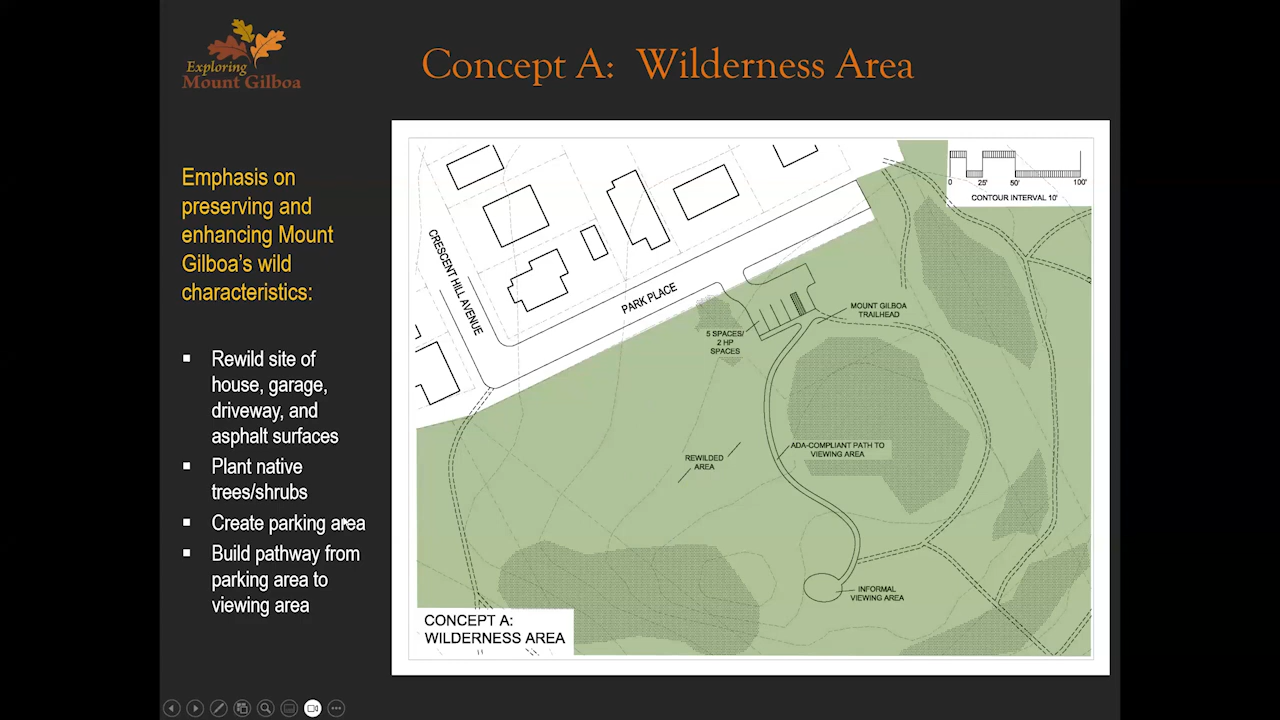 Exploring
Mount Gilboa
Concept A: Wilderness Area
Emphasis on
preserving and
enhancing Mount
Gilboa's wild
characteristics:
▪ Rewild site of
house, garage,
driveway, and
asphalt surfaces
▪ Plant native
trees/shrubs
▪ Create parking area
▪ Build pathway from
parking area to
viewing area
0 25' 50' 100'
CONTOUR INTERVAL 10'
CRESCENT HILL AVENUE
PARK PLACE
MOUNT GILBOA
TRAILHEAD
5 SPACES/
2 HP
SPACES
ADA-COMPLIANT PATH TO
VIEWING AREA
REWILDED
AREA
INFORMAL
VIEWING AREA
CONCEPT A:
WILDERNESS AREA